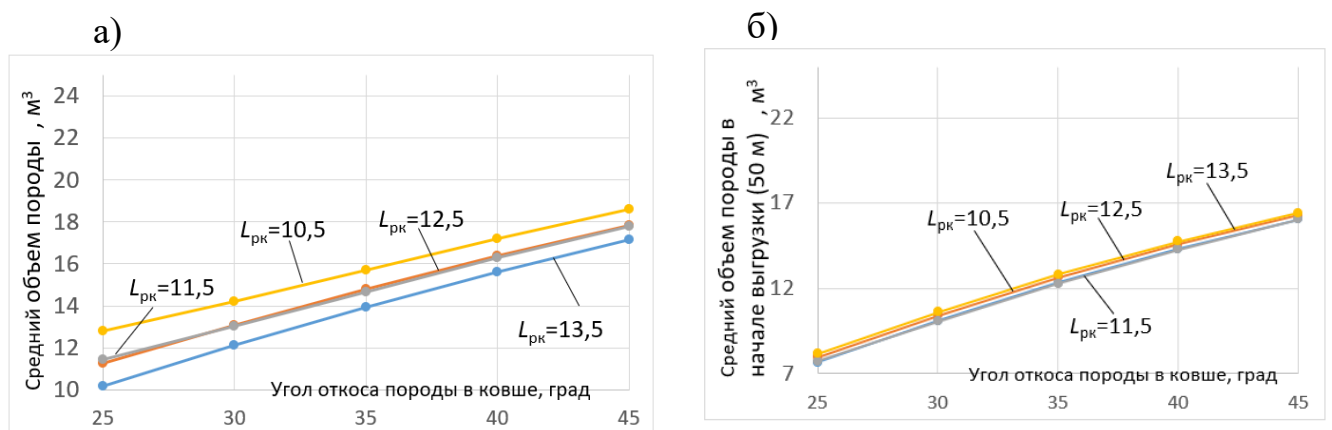 а)
Средний объем породы , м³
24
22
20
18
16
14
12
10
Lрк=10,5
Lрк=12,5
Lрк=11,5
Lрк=13,5
Угол откоса породы в ковше, град
25 30 35 40 45
б)
Средний объем породы в
начале выгрузки (50 м) , м³
22
17
12
7
Lрк=13,5
Lрк=10,5
Lрк=12,5
Lрк=11,5
Угол откоса породы в ковше, град
25 30 35 40 45